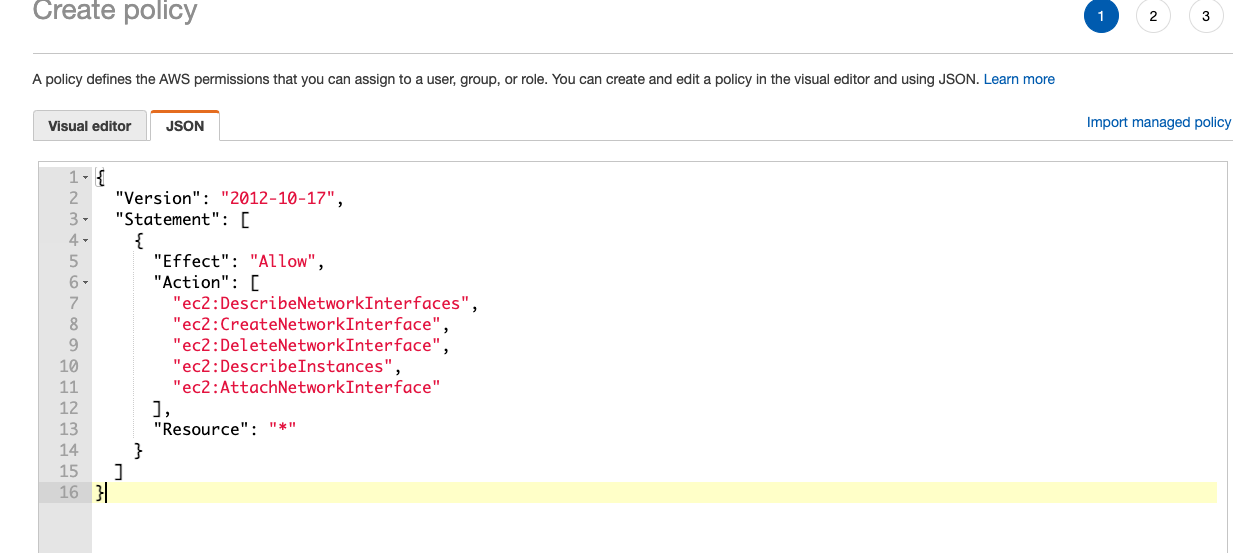 Create policy
1 2 3
A policy defines the AWS permissions that you can assign to a user, group, or role. You can create and edit a policy in the visual editor and using JSON. Learn more
Visual editor JSON Import managed policy
1 {
2 "Version": "2012-10-17",
3 "Statement": [
4 {
5 "Effect": "Allow",
6 "Action": [
7 "ec2:DescribeNetworkInterfaces",
8 "ec2:CreateNetworkInterface",
9 "ec2:DeleteNetworkInterface",
10 "ec2:DescribeInstances",
11 "ec2:AttachNetworkInterface"
12 ],
13 "Resource": "*"
14 }
15 ]
16 }